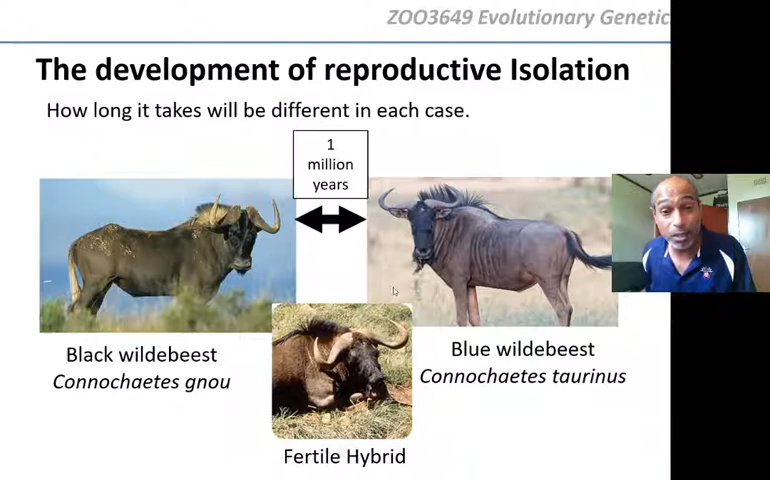 ZOO3649 Evolutionary Genetic
The development of reproductive Isolation
How long it takes will be different in each case.
1
million
years
Black wildebeest
Connochaetes gnou
Blue wildebeest
Connochaetes taurinus
Fertile Hybrid